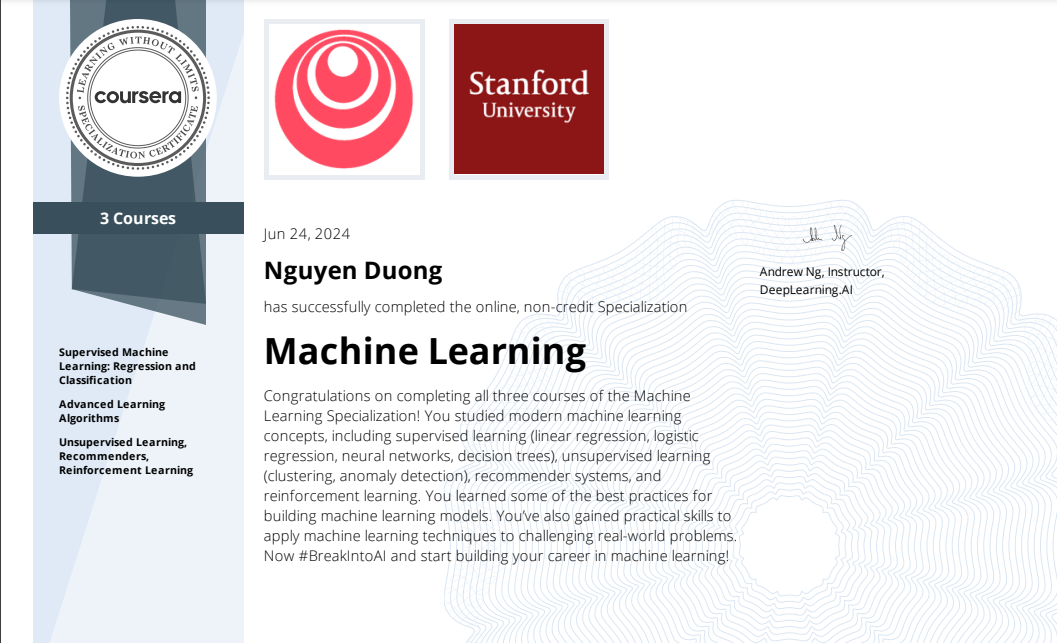 LEARNING WITHOUT LIMITS
coursera
SPECIALIZATION CERTIFICATE
3 Courses
Supervised Machine
Learning: Regression and
Classification
Advanced Learning
Algorithms
Unsupervised Learning,
Recommenders,
Reinforcement Learning
Stanford
University
Jun 24, 2024
Nguyen Duong
has successfully completed the online, non-credit Specialization
Machine Learning
Congratulations on completing all three courses of the Machine
Learning Specialization! You studied modern machine learning
concepts, including supervised learning (linear regression, logistic
regression, neural networks, decision trees), unsupervised learning
(clustering, anomaly detection), recommender systems, and
reinforcement learning. You learned some of the best practices for
building machine learning models. You’ve also gained practical skills to
apply machine learning techniques to challenging real-world problems.
Now #BreakIntoAI and start building your career in machine learning!
Andrew Ng, Instructor,
DeepLearning.AI